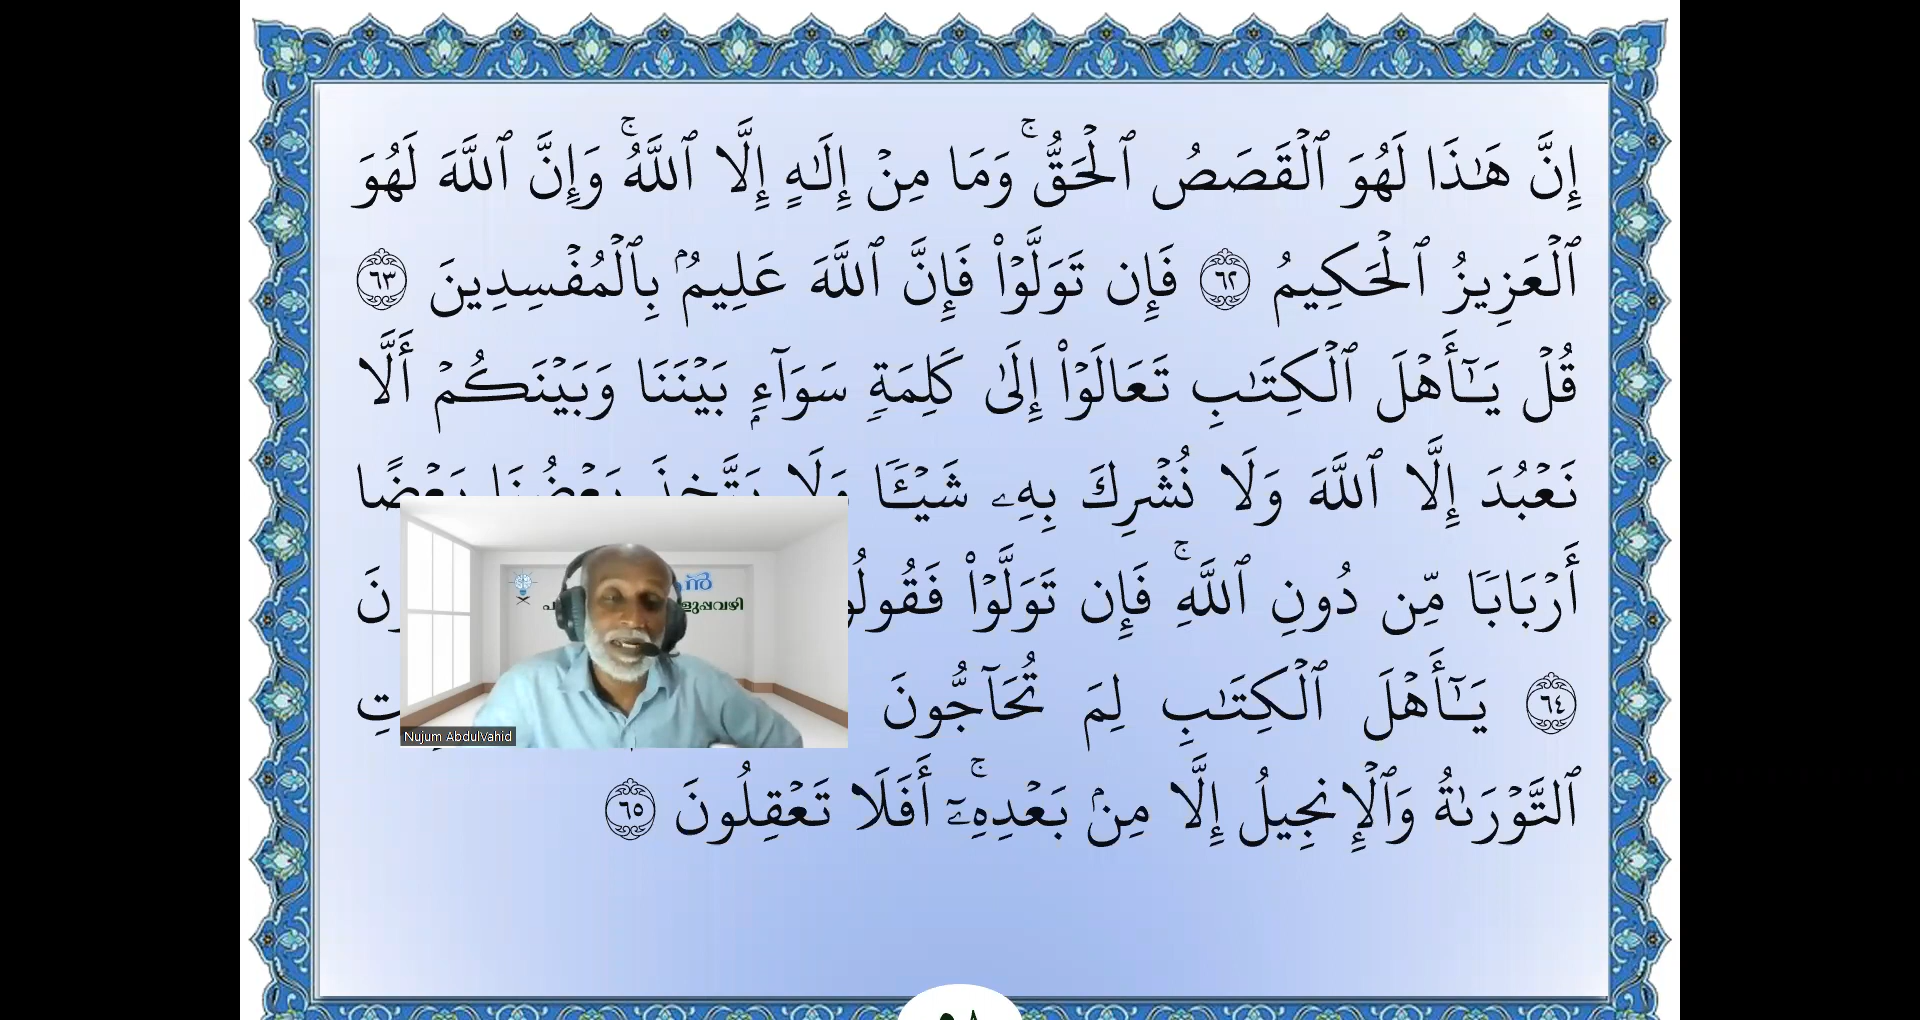 إِنَّ هَـٰذَا لَهُوَ ٱلْقَصَصُ ٱلْحَقُّ ۚ وَمَا مِنْ إِلَـٰهٍ إِلَّا ٱللَّهُ ۚ وَإِنَّ ٱللَّهَ لَهُوَ
ٱلْعَزِيزُ ٱلْحَكِيمُ ٦٢ فَإِن تَوَلَّوْا۟ فَإِنَّ ٱللَّهَ عَلِيمٌۢ بِٱلْمُفْسِدِينَ ٦٣
قُلْ يَـٰٓأَهْلَ ٱلْكِتَـٰبِ تَعَالَوْا۟ إِلَىٰ كَلِمَةٍ سَوَآءٍۭ بَيْنَنَا وَبَيْنَكُمْ أَلَّا
نَعْبُدَ إِلَّا ٱللَّهَ وَلَا نُشْرِكَ بِهِۦ شَيْـًٔا وَلَا يَتَّخِذَ بَعْضُنَا بَعْضًا
أَرْبَابًا مِّن دُونِ ٱللَّهِ ۚ فَإِن تَوَلَّوْا۟
٦٤ يَـٰٓأَهْلَ ٱلْكِتَـٰبِ لِمَ تُحَآجُّونَ
ٱلتَّوْرَىٰةُ وَٱلْإِنجِيلُ إِلَّا مِنۢ بَعْدِهِۦٓ ۚ أَفَلَا تَعْقِلُونَ ٦٥
Nujum AbdulVahid